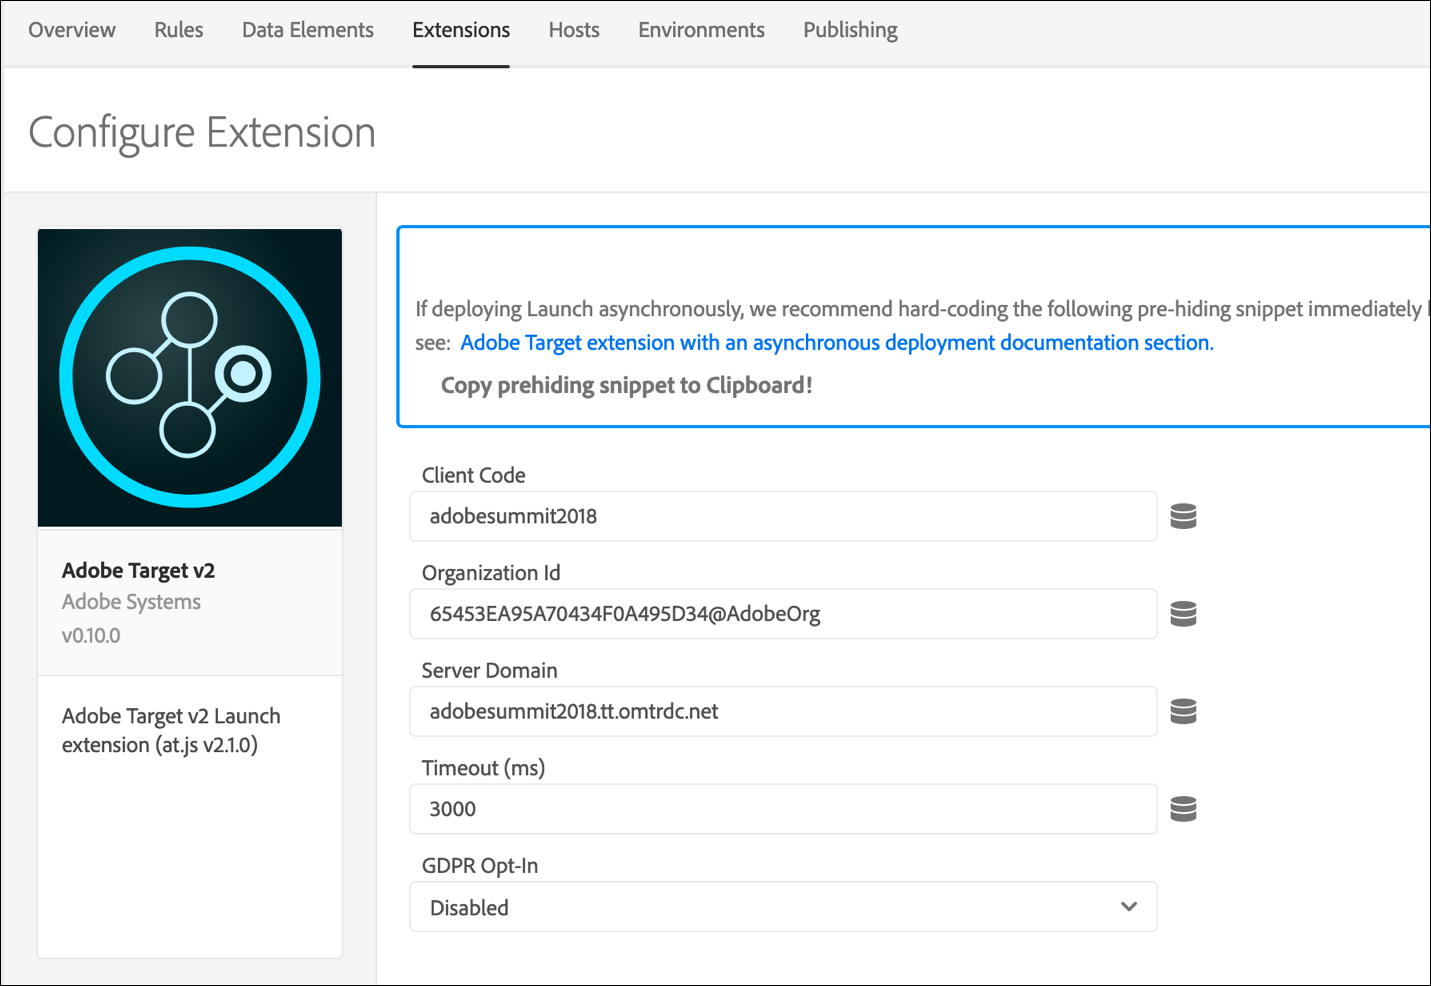 Overview Rules Data Elements Extensions Hosts Environments Publishing
Configure Extension
If deploying Launch asynchronously, we recommend hard-coding the following pre-hiding snippet immediately
see: Adobe Target extension with an asynchronous deployment documentation section.
Copy prehiding snippet to Clipboard!
Adobe Target v2
Adobe Systems
v0.10.0
Adobe Target v2 Launch
extension (at.js v2.1.0)
Client Code
adobesummit2018
Organization Id
65453EA95A70434F0A495D34@AdobeOrg
Server Domain
adobesummit2018.tt.omtrdc.net
Timeout (ms)
3000
GDPR Opt-In
Disabled